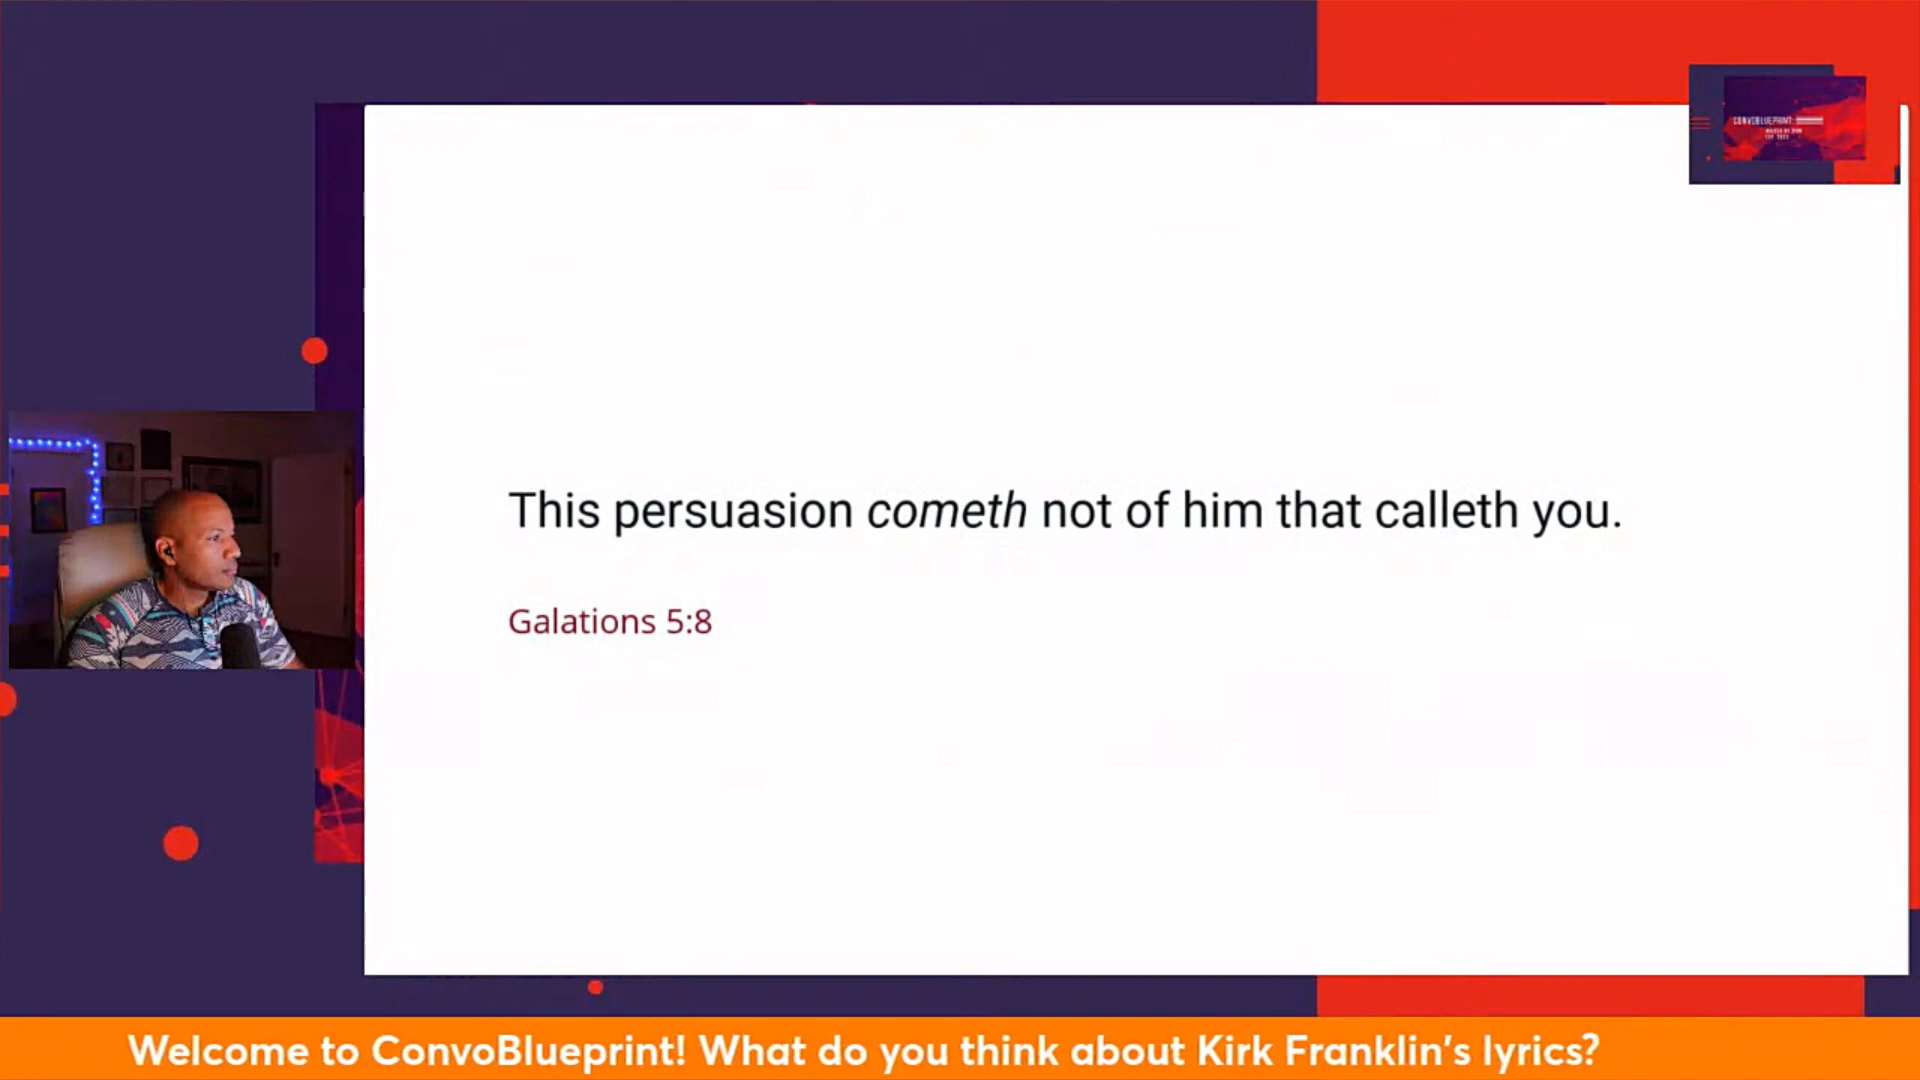 CONVOBLUEPRINT:
This persuasion cometh not of him that calleth you.
Galations 5:8
Welcome to ConvoBlueprint! What do you think about Kirk Franklin's lyrics?